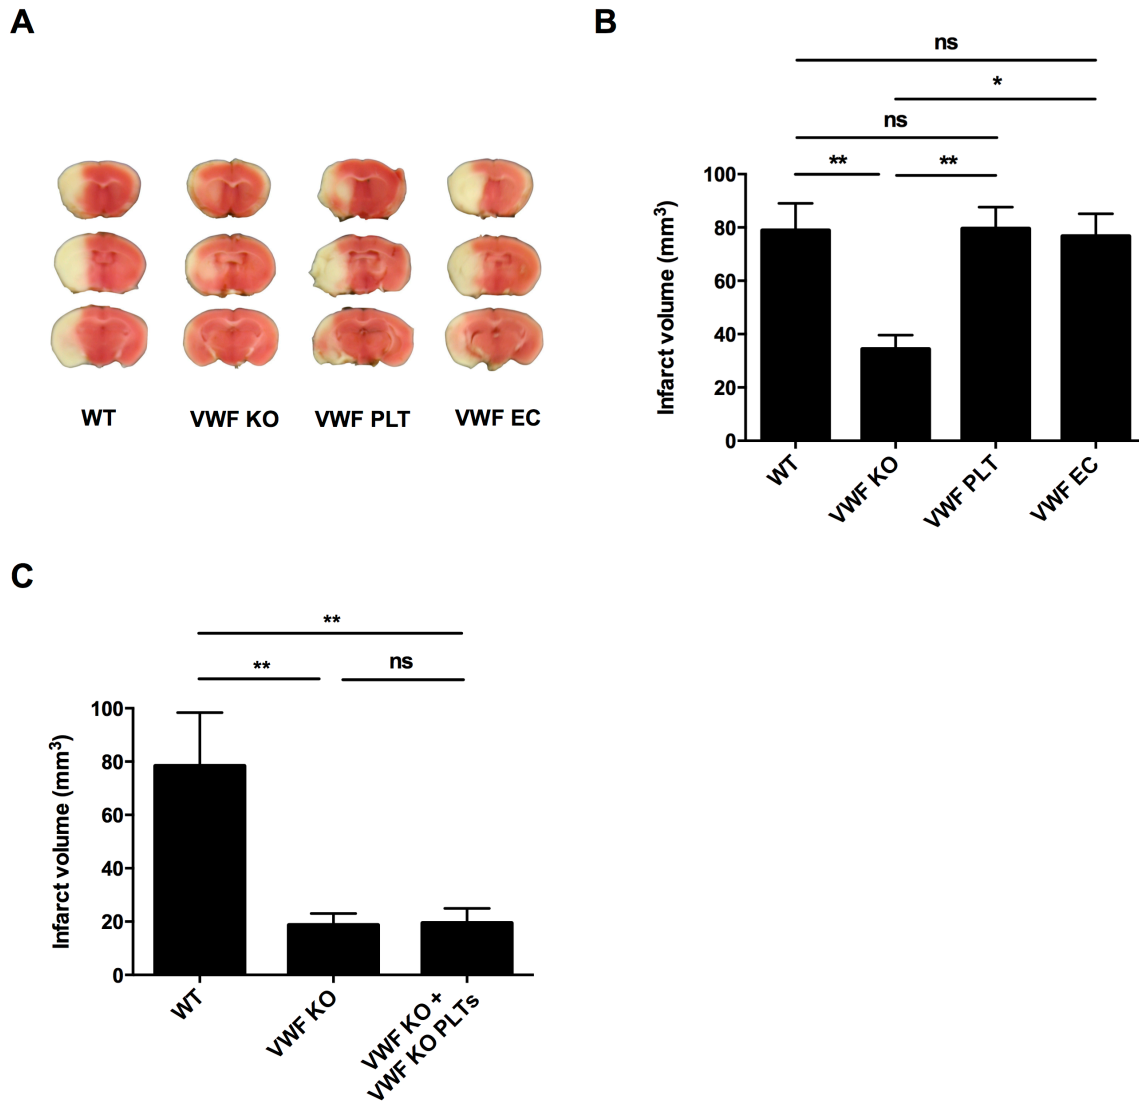 A
WT
VWF KO
VWF PLT
VWF EC
B
ns
*
ns
**
**
100
80
60
40
20
0
Infarct volume (mm3)
WT
VWF KO
VWF PLT
VWF EC
C
**
**
ns
100
80
60
40
20
0
Infarct volume (mm3)
WT
VWF KO
VWF KO +
VWF KO PLTs